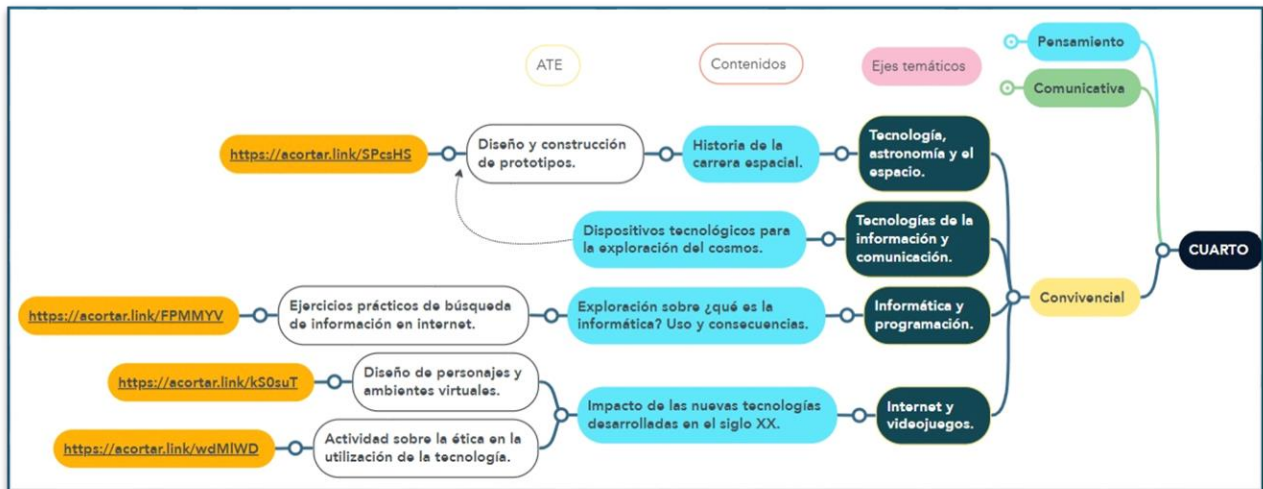 Pensamiento
ATE
Contenidos
Ejes temáticos
Comunicativa
https://acortar.link/SPcsHS
Diseño y construcción
de prototipos.
Historia de la
carrera espacial.
Tecnología,
astronomía y el
espacio.
Dispositivos tecnológicos para
la exploración del cosmos.
Tecnologías de la
información y
comunicación.
CUARTO
Convivencial
https://acortar.link/FPMMYV
Ejercicios prácticos de búsqueda
de información en internet.
Exploración sobre ¿qué es la
informática? Uso y consecuencias.
Informática y
programación.
https://acortar.link/kS0suT
Diseño de personajes y
ambientes virtuales.
Impacto de las nuevas tecnologías
desarrolladas en el siglo XX.
Internet y
videojuegos.
https://acortar.link/wdMlWD
Actividad sobre la ética en la
utilización de la tecnología.